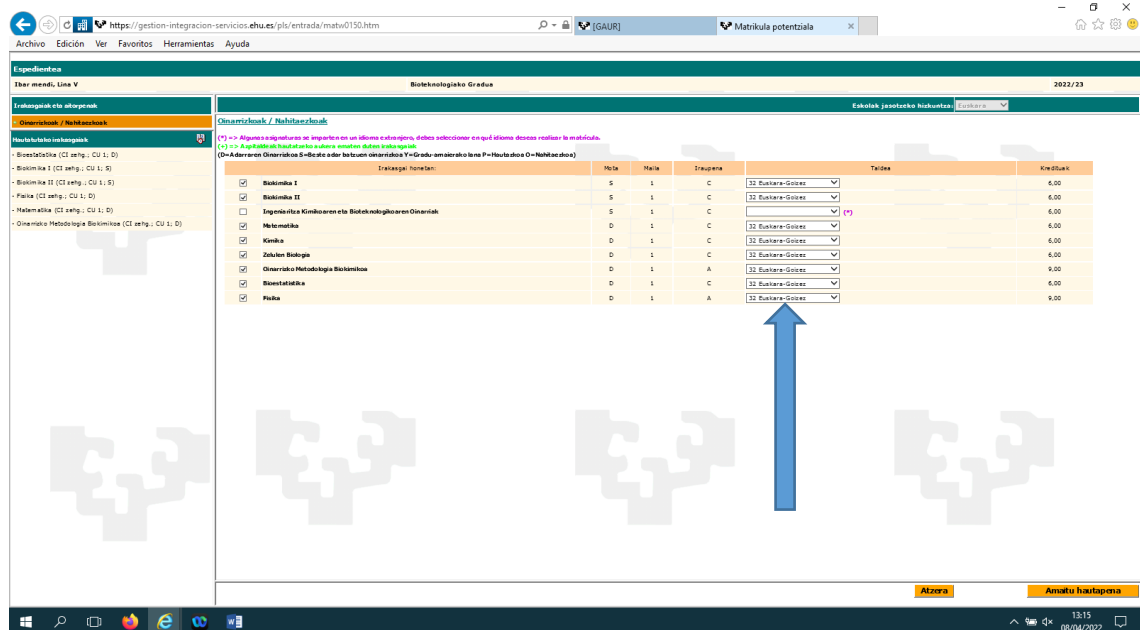 https://gestion-integracion-servicios.ehu.es/pls/entrada/matw0150.htm
[GAUR]
Matrikula potentziala
Archivo Edición Ver Favoritos Herramientas Ayuda
Espedientea
Ibar mendi, Lina V Bioteknologiako Gradua 2022/23
Irakasgaiak eta aitorpenak
Eskolak jasotzeko hizkuntza: Euskara
- Oinarrizkoak / Nahitaezkoak
Hautatutako irakasgaiak
- Bioestatistika (CI zehg.; CU 1; D)
- Biokimika I (CI zehg.; CU 1; S)
- Biokimika II (CI zehg.; CU 1; S)
- Fisika (CI zehg.; CU 1; D)
- Matematika (CI zehg.; CU 1; D)
- Oinarrizko Metodologia Biokimikoa (CI zehg.; CU 1; D)
Oinarrizkoak / Nahitaezkoak
(*) => Algunas asignaturas se imparten en un idioma extranjero, debes seleccionar en qué idioma deseas realizar la matrícula.
(+) => Azpitaldeak hautatzeko aukera ematen duten irakasgaiak
(D=Adarraren Oinarrizkoa S=Beste adar batzuen oinarrizkoa Y=Gradu-amaierako lana P=Hautazkoa O=Nahitaezkoa)
Irakasgai honetan: Mota Maila Iraupena Taldea Kredituak
Biokimika I S 1 C 32 Euskara-Goizez 6,00
Biokimika II S 1 C 32 Euskara-Goizez 6,00
Ingeniaritza Kimikoaren eta Bioteknologikoaren Oinarriak S 1 C (*) 6,00
Matematika D 1 C 32 Euskara-Goizez 6,00
Kimika D 1 C 32 Euskara-Goizez 6,00
Zelulen Biologia D 1 C 32 Euskara-Goizez 6,00
Oinarrizko Metodologia Biokimikoa D 1 A 32 Euskara-Goizez 9,00
Bioestatistika D 1 C 32 Euskara-Goizez 6,00
Fisika D 1 A 32 Euskara-Goizez 9,00
Atzera Amaitu hautapena
13:15
08/04/2022